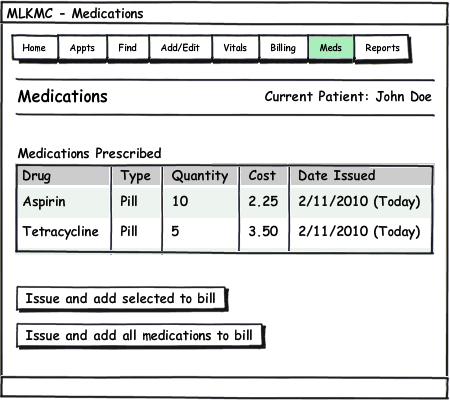 MLKMC - Medications
Home Appts Find Add/Edit Vitals Billing Meds Reports
Medications Current Patient: John Doe
Medications Prescribed
Drug Type Quantity Cost Date Issued
Aspirin Pill 10 2.25 2/11/2010 (Today)
Tetracycline Pill 5 3.50 2/11/2010 (Today)
Issue and add selected to bill
Issue and add all medications to bill